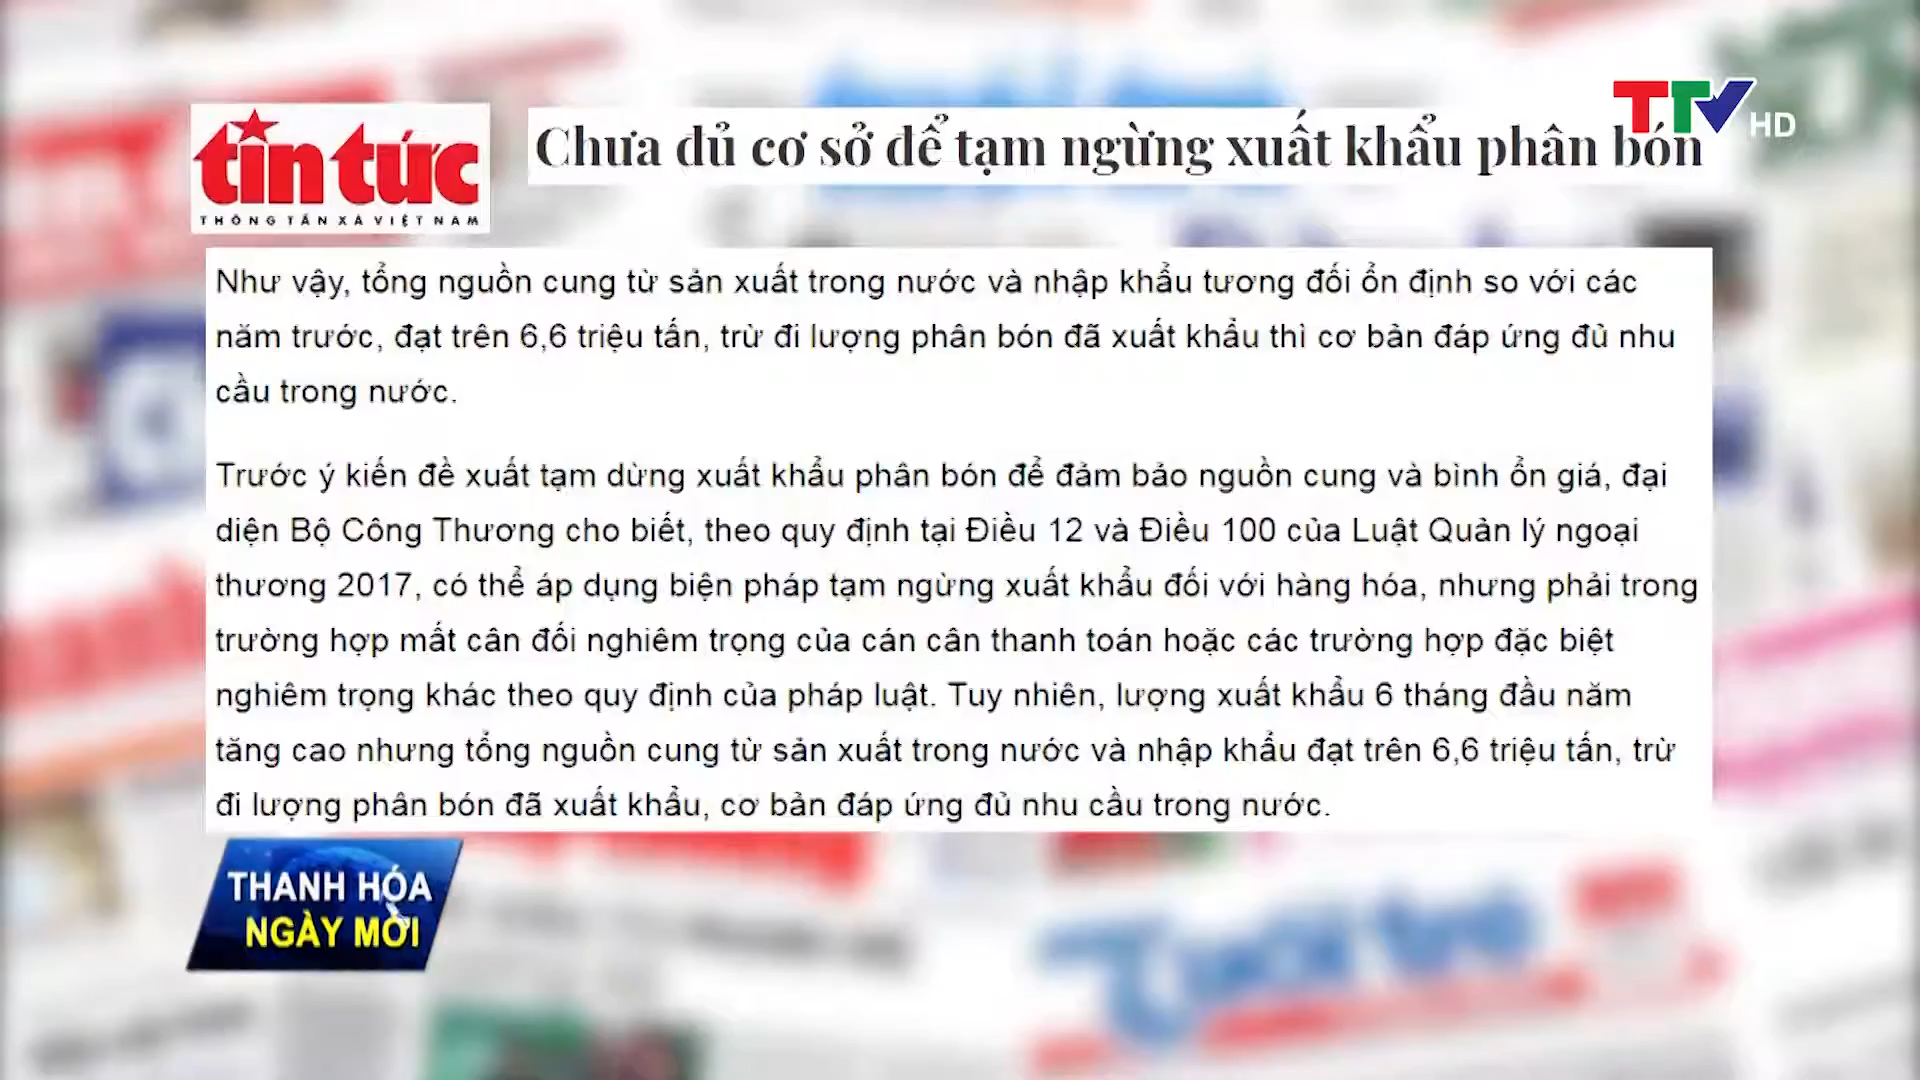 tin tức
THÔNG TẤN XÃ VIỆT NAM
Chưa đủ cơ sở để tạm ngừng xuất khẩu phân bón
TTV HD
Như vậy, tổng nguồn cung từ sản xuất trong nước và nhập khẩu tương đối ổn định so với các
năm trước, đạt trên 6,6 triệu tấn, trừ đi lượng phân bón đã xuất khẩu thì cơ bản đáp ứng đủ nhu
cầu trong nước.
Trước ý kiến đề xuất tạm dừng xuất khẩu phân bón để đảm bảo nguồn cung và bình ổn giá, đại
diện Bộ Công Thương cho biết, theo quy định tại Điều 12 và Điều 100 của Luật Quản lý ngoại
thương 2017, có thể áp dụng biện pháp tạm ngừng xuất khẩu đối với hàng hóa, nhưng phải trong
trường hợp mất cân đối nghiêm trọng của cán cân thanh toán hoặc các trường hợp đặc biệt
nghiêm trọng khác theo quy định của pháp luật. Tuy nhiên, lượng xuất khẩu 6 tháng đầu năm
tăng cao nhưng tổng nguồn cung từ sản xuất trong nước và nhập khẩu đạt trên 6,6 triệu tấn, trừ
đi lượng phân bón đã xuất khẩu, cơ bản đáp ứng đủ nhu cầu trong nước.
THANH HÓA
NGÀY MỚI